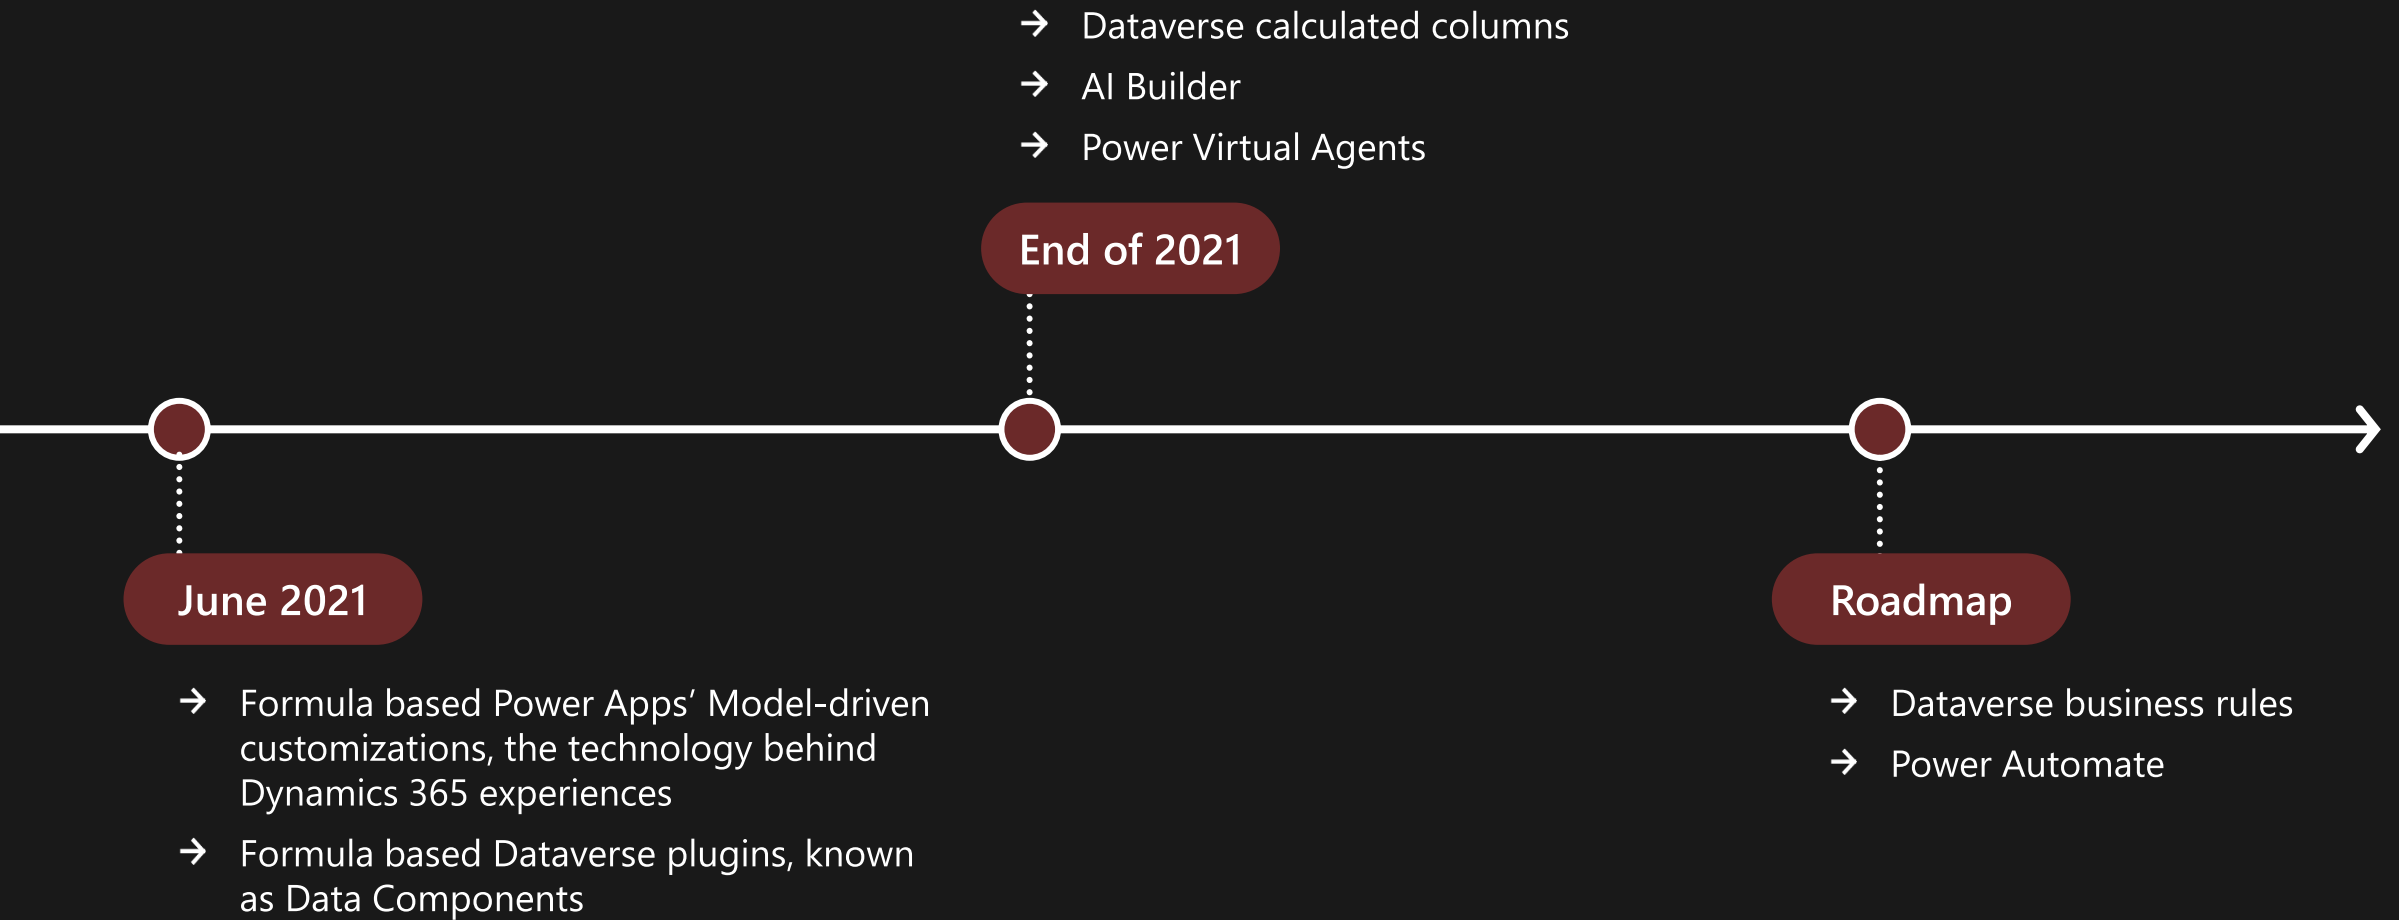 → Dataverse calculated columns
→ AI Builder
→ Power Virtual Agents
End of 2021
June 2021
→ Formula based Power Apps’ Model-driven
customizations, the technology behind
Dynamics 365 experiences
→ Formula based Dataverse plugins, known
as Data Components
Roadmap
→ Dataverse business rules
→ Power Automate